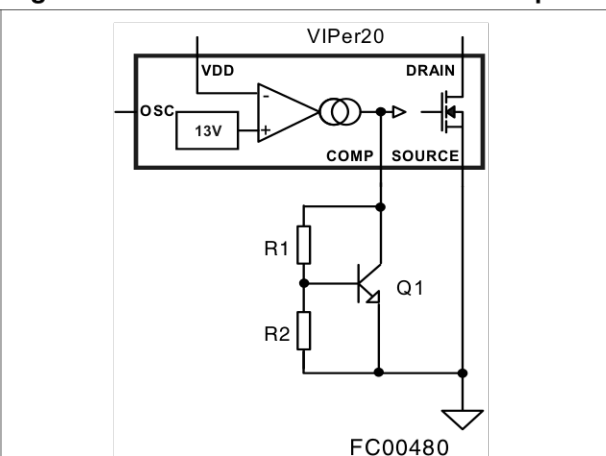 VIPer20
VDD
DRAIN
OSC
-
13V
+
COMP
SOURCE
R1
Q1
R2
FC00480